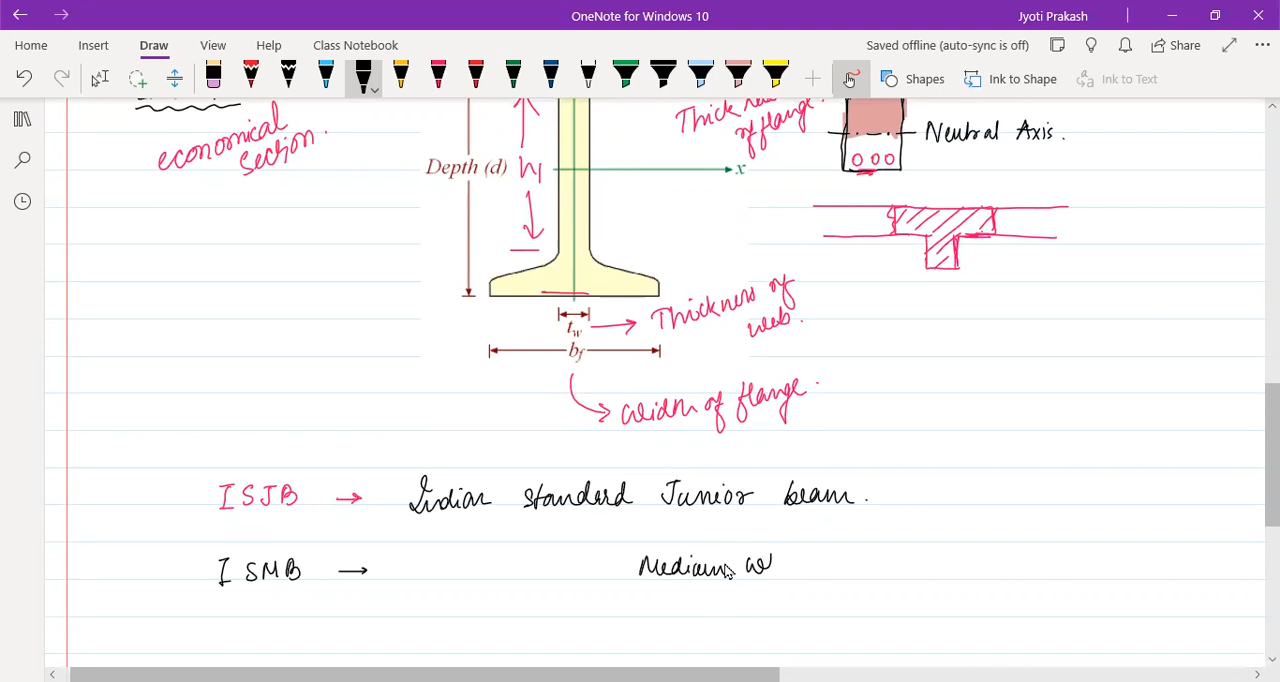 OneNote for Windows 10
Jyoti Prakash
Home Insert Draw View Help Class Notebook
Saved offline (auto-sync is off)
Share
Shapes
Ink to Shape
Ink to Text
economical
section.
Depth (d)
h1
x
of flange.
Neutral Axis.
tw
Thickness of
web.
bf
Width of flange.
ISJB → Indian standard Junior beam.
ISMB → Medium we